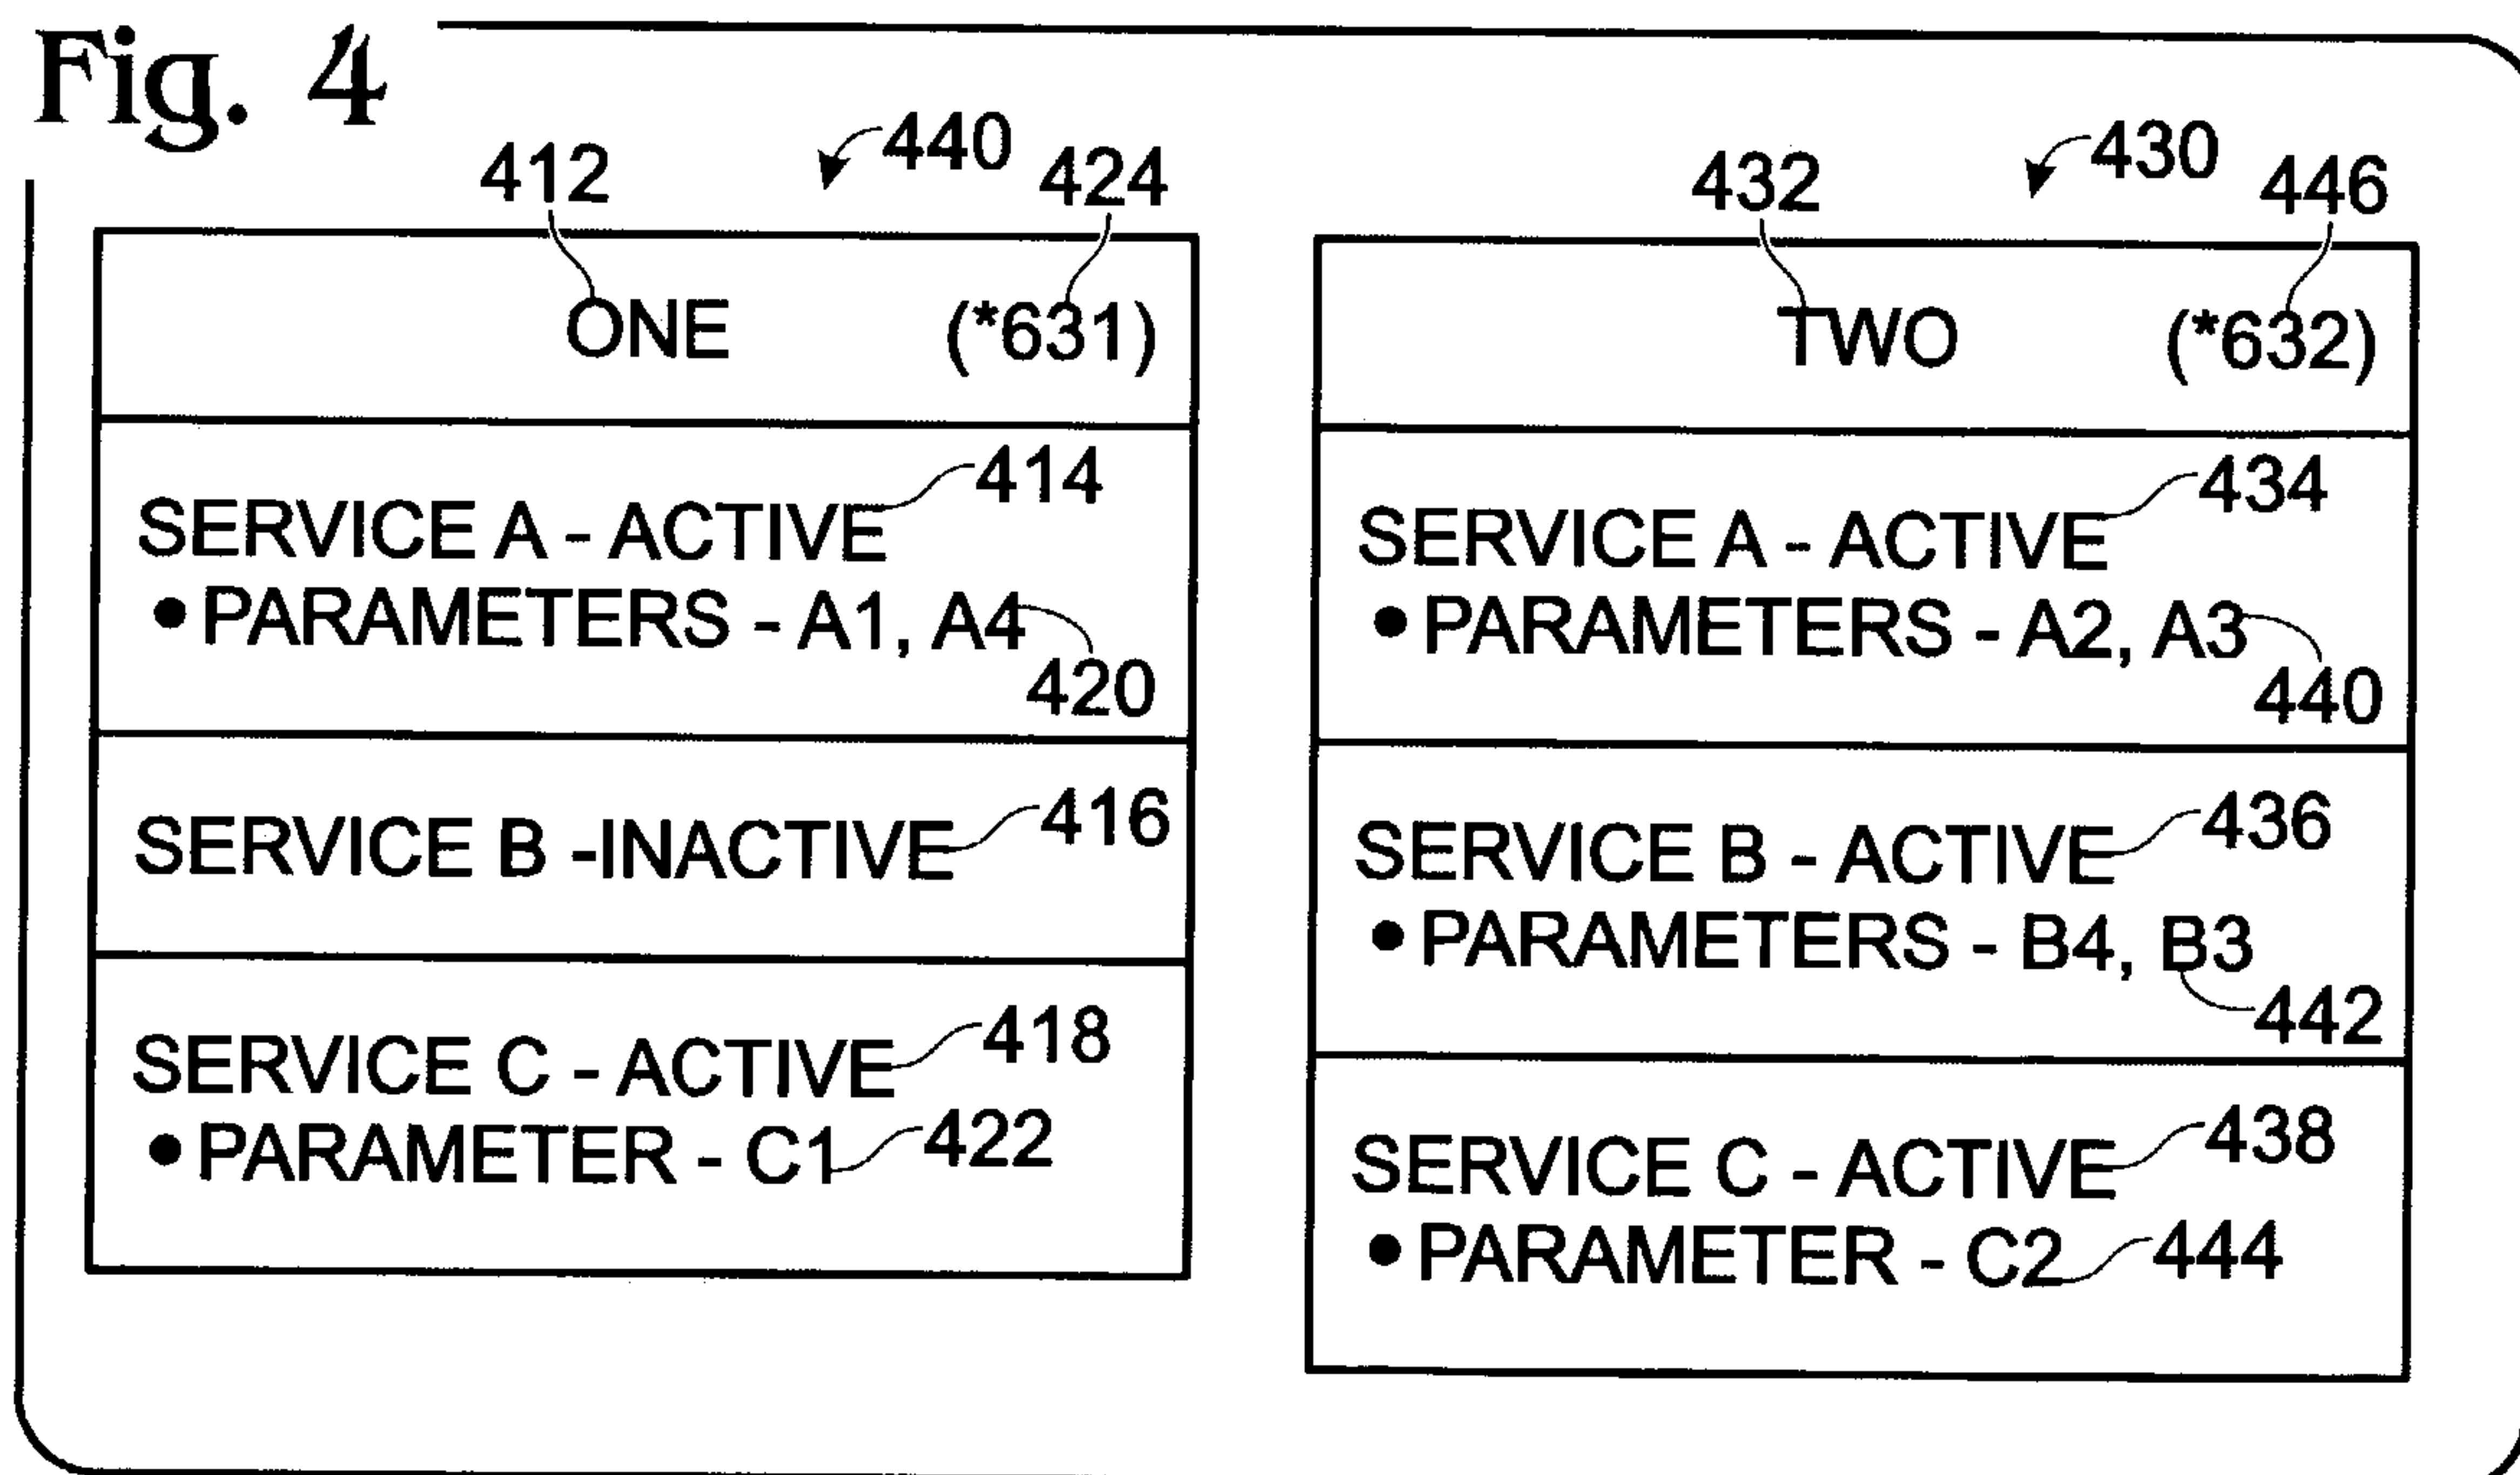 Fig. 4
412
440
424
ONE (*631)
SERVICE A - ACTIVE
414
• PARAMETERS - A1, A4
420
SERVICE B -INACTIVE
416
SERVICE C - ACTIVE
418
• PARAMETER - C1
422
432
430
446
TWO (*632)
SERVICE A - ACTIVE
434
• PARAMETERS - A2, A3
440
SERVICE B - ACTIVE
436
• PARAMETERS - B4, B3
442
SERVICE C - ACTIVE
438
• PARAMETER - C2
444